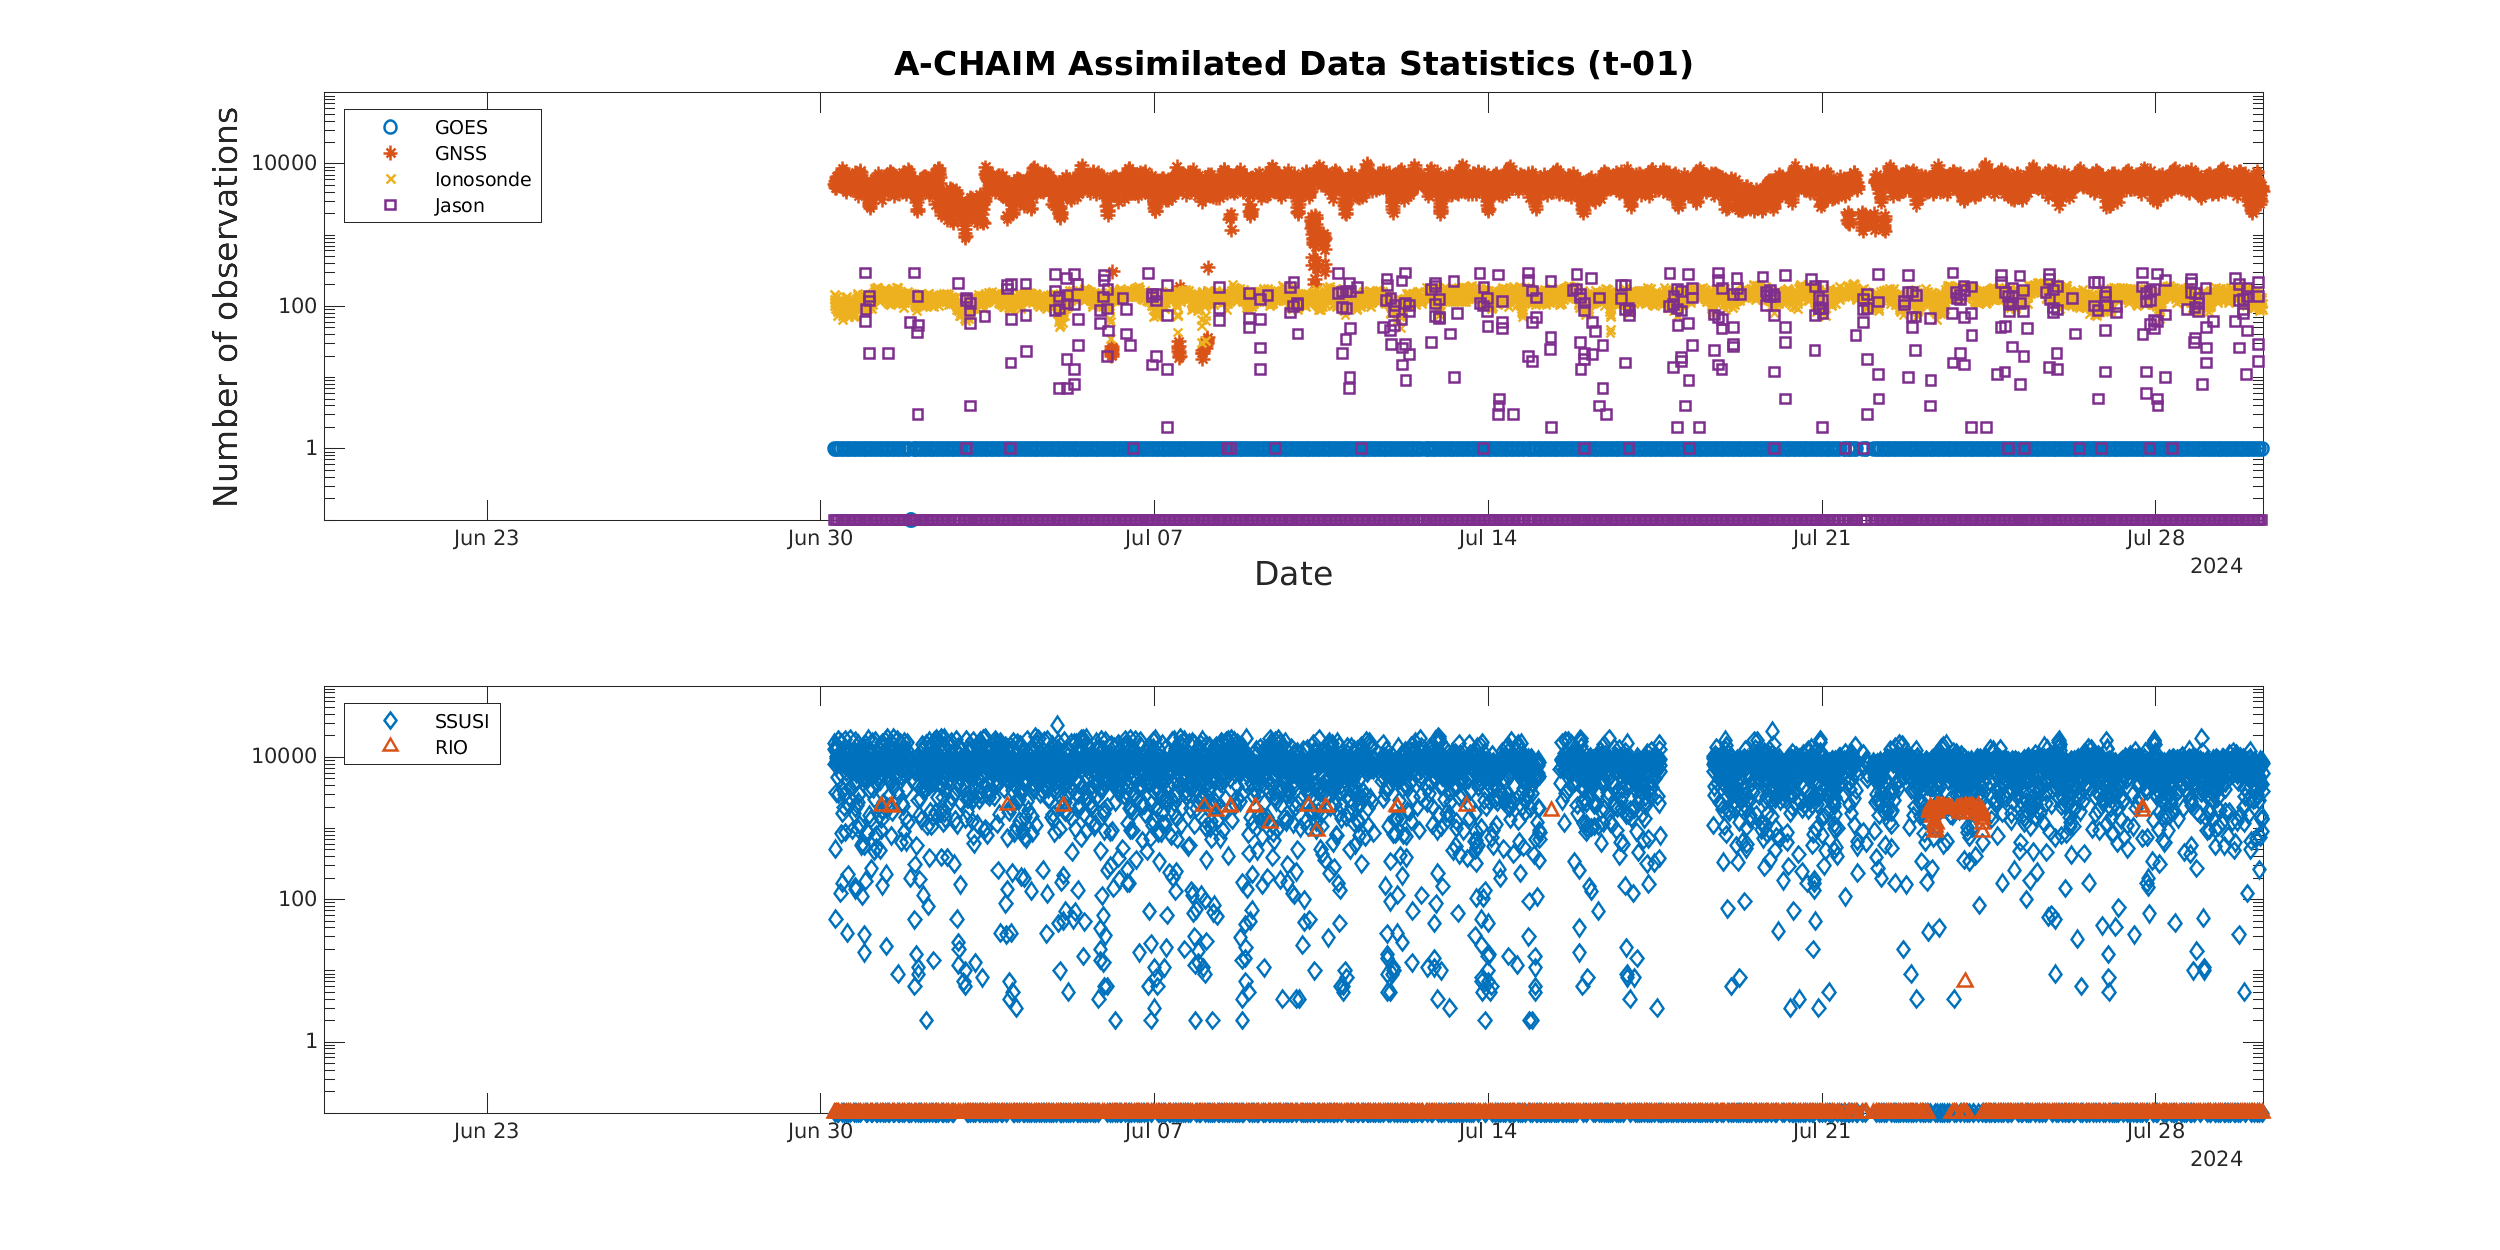 A-CHAIM Assimilated Data Statistics (t-01)
Number of observations
10000
100
1
GOES
GNSS
Ionosonde
Jason
Jun 23
Jun 30
Jul 07
Jul 14
Jul 21
Jul 28
2024
Date
10000
100
1
SSUSI
RIO
Jun 23
Jun 30
Jul 07
Jul 14
Jul 21
Jul 28
2024